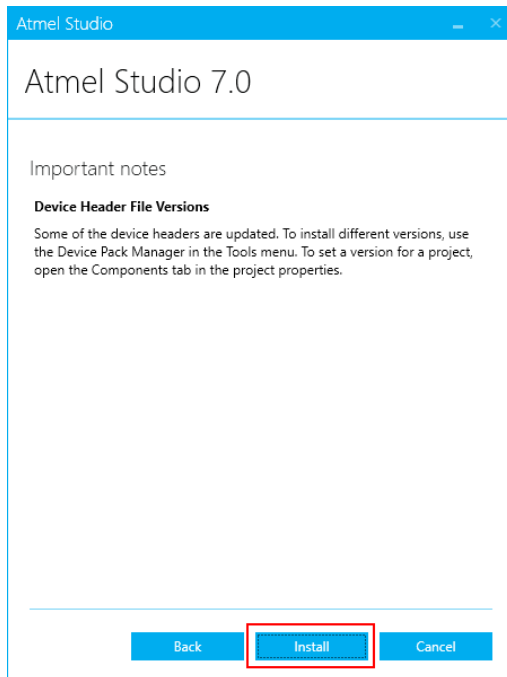 Atmel Studio
Atmel Studio 7.0
Important notes
Device Header File Versions
Some of the device headers are updated. To install different versions, use
the Device Pack Manager in the Tools menu. To set a version for a project,
open the Components tab in the project properties.
Back
Install
Cancel